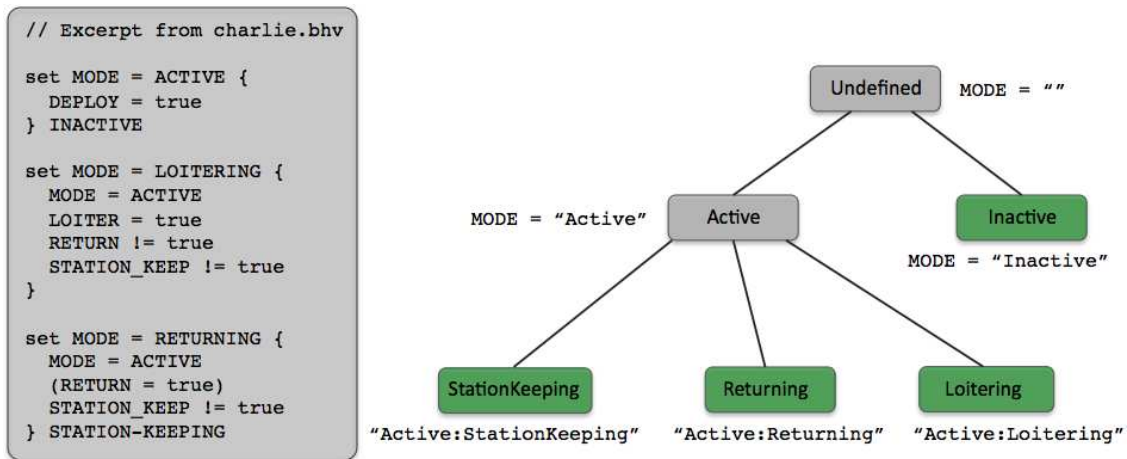 // Excerpt from charlie.bhv
set MODE = ACTIVE {
DEPLOY = true
} INACTIVE
set MODE = LOITERING {
MODE = ACTIVE
LOITER = true
RETURN != true
STATION_KEEP != true
}
set MODE = RETURNING {
MODE = ACTIVE
(RETURN = true)
STATION_KEEP != true
} STATION-KEEPING
Undefined
MODE = “”
MODE = “Active”
Active
Inactive
MODE = “Inactive”
StationKeeping
Returning
Loitering
“Active:StationKeeping”
“Active:Returning”
“Active:Loitering”